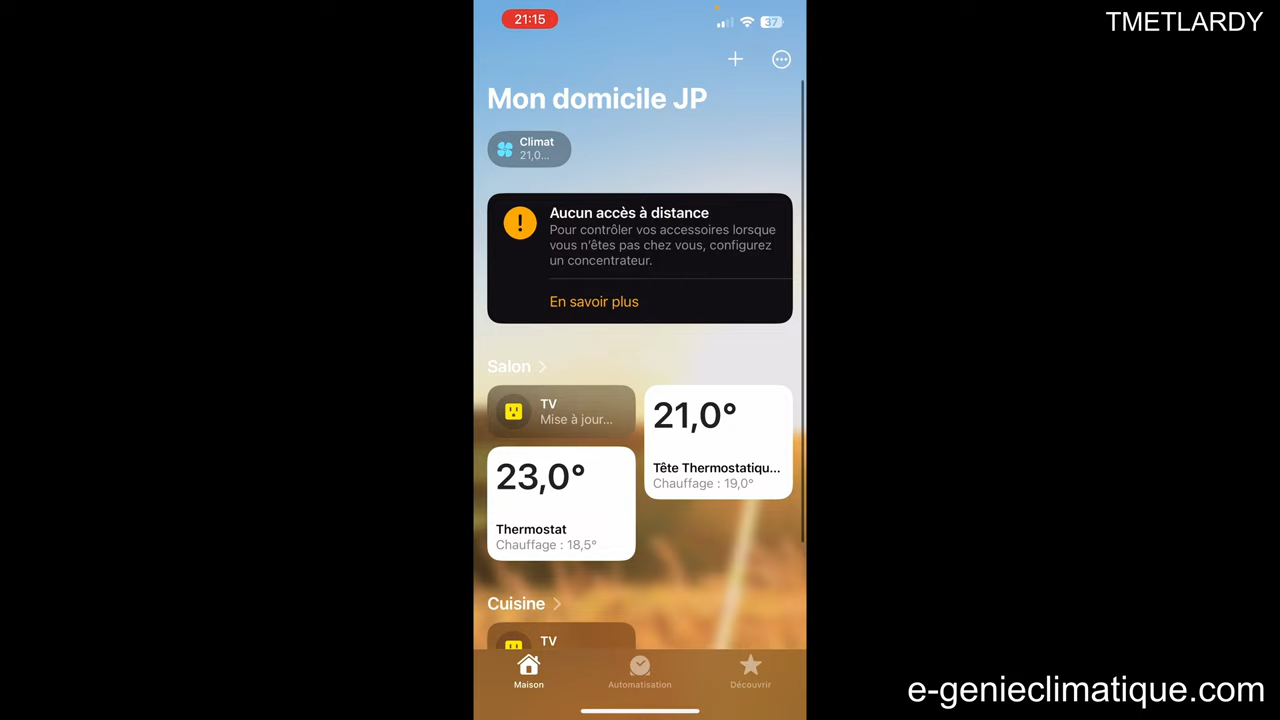 TMETLARDY
21:15
37
Mon domicile JP
Climat
21,0...
Aucun accès à distance
Pour contrôler vos accessoires lorsque
vous n'êtes pas chez vous, configurez
un concentrateur.
En savoir plus
Salon
TV
Mise à jour...
21,0°
Tête Thermostatiqu...
Chauffage : 19,0°
23,0°
Thermostat
Chauffage : 18,5°
Cuisine
TV
Maison
Automatisation
Découvrir
e-genieclimatique.com